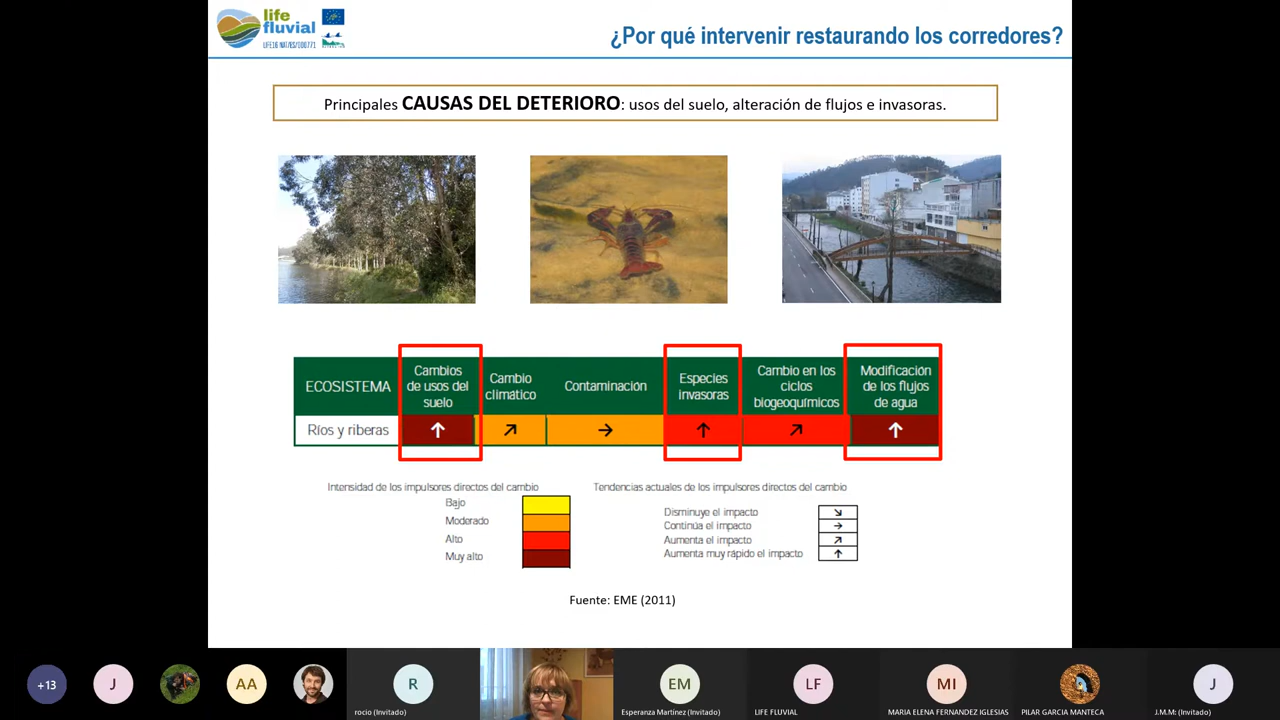 life
fluvial
LIFE16 NAT/ES/000771
¿Por qué intervenir restaurando los corredores?
Principales CAUSAS DEL DETERIORO: usos del suelo, alteración de flujos e invasoras.
ECOSISTEMA
Cambios
de usos del
suelo
Cambio
climático
Contaminación
Especies
invasoras
Cambio en los
ciclos
biogeoquímicos
Modificación
de los flujos
de agua
Ríos y riberas ↑ ↗ → ↑ ↗ ↑
Intensidad de los impulsores directos del cambio
Bajo
Moderado
Alto
Muy alto
Tendencias actuales de los impulsores directos del cambio
Disminuye el impacto ↘
Continúa el impacto →
Aumenta el impacto ↗
Aumenta muy rápido el impacto ↑
Fuente: EME (2011)
+13
J
AA
R
rocio (Invitado)
EM
Esperanza Martínez (Invitado)
LF
LIFE FLUVIAL
MI
MARIA ELENA FERNANDEZ IGLESIAS
PILAR GARCIA MANTECA
J
J.M.M: (Invitado)